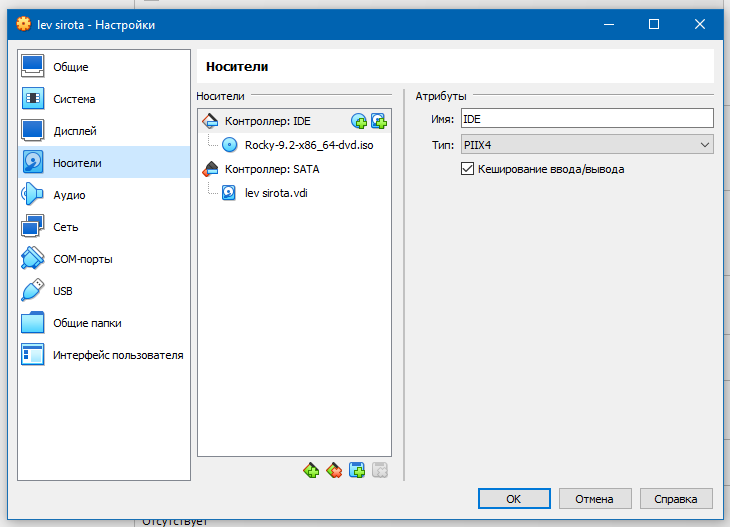 lev sirota - Настройки
Общие
Система
Дисплей
Носители
Аудио
Сеть
COM-порты
USB
Общие папки
Интерфейс пользователя
Носители
Носители
Контроллер: IDE
Rocky-9.2-x86_64-dvd.iso
Контроллер: SATA
lev sirota.vdi
Атрибуты
Имя: IDE
Тип: PIIX4
Кеширование ввода/вывода
OK Отмена Справка
Отсутствует